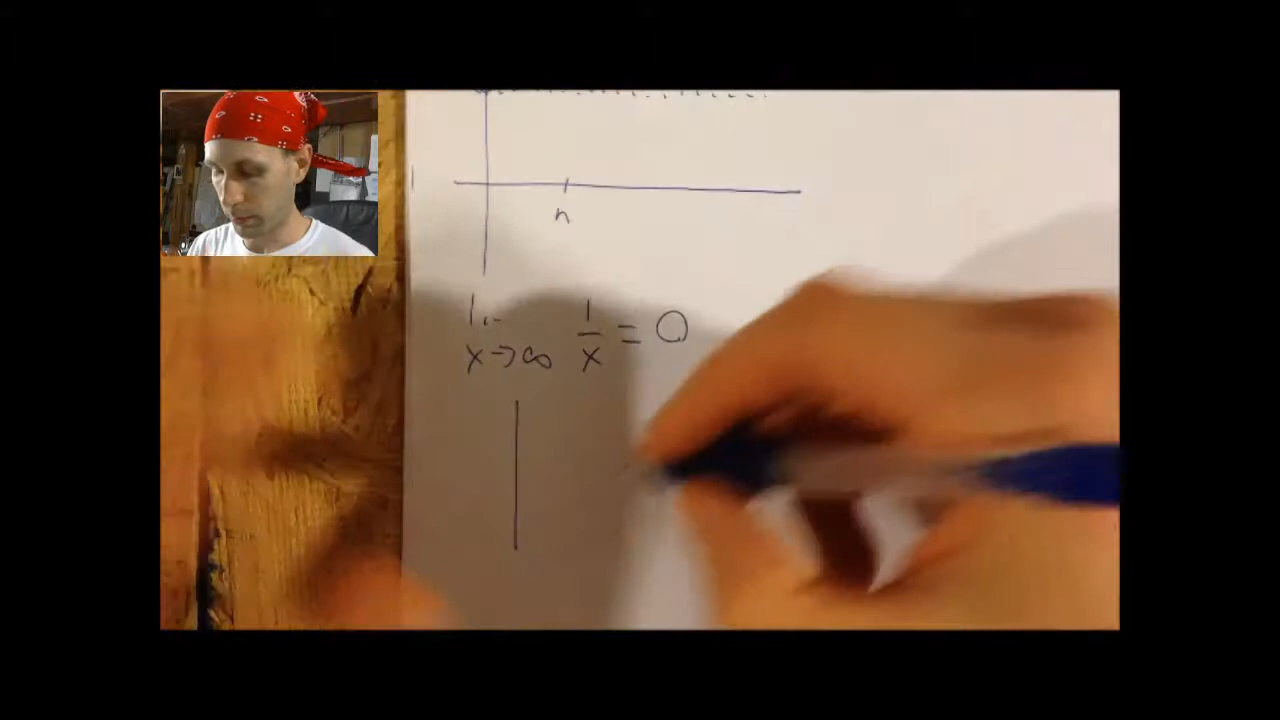 n
lim 1/x = 0
x→∞